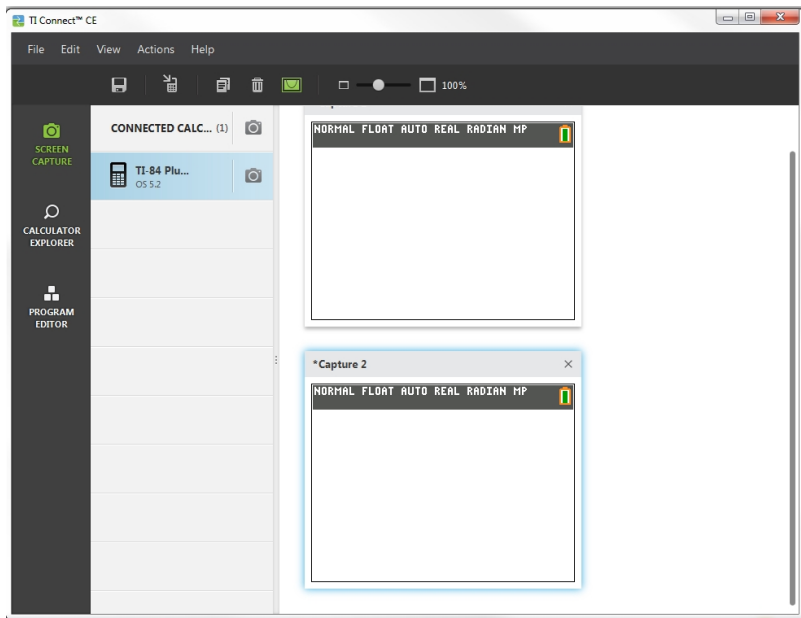 TI Connect™ CE
File Edit View Actions Help
100%
SCREEN
CAPTURE
CALCULATOR
EXPLORER
PROGRAM
EDITOR
CONNECTED CALC... (1)
TI-84 Plu...
OS 5.2
NORMAL FLOAT AUTO REAL RADIAN MP
*Capture 2
NORMAL FLOAT AUTO REAL RADIAN MP